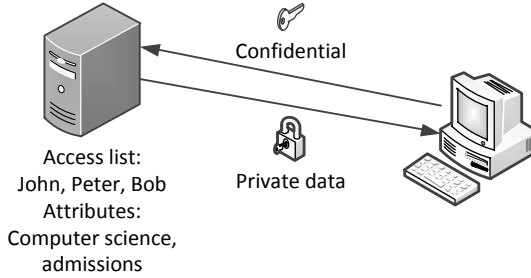 Confidential
Private data
Access list:
John, Peter, Bob
Attributes:
Computer science,
admissions